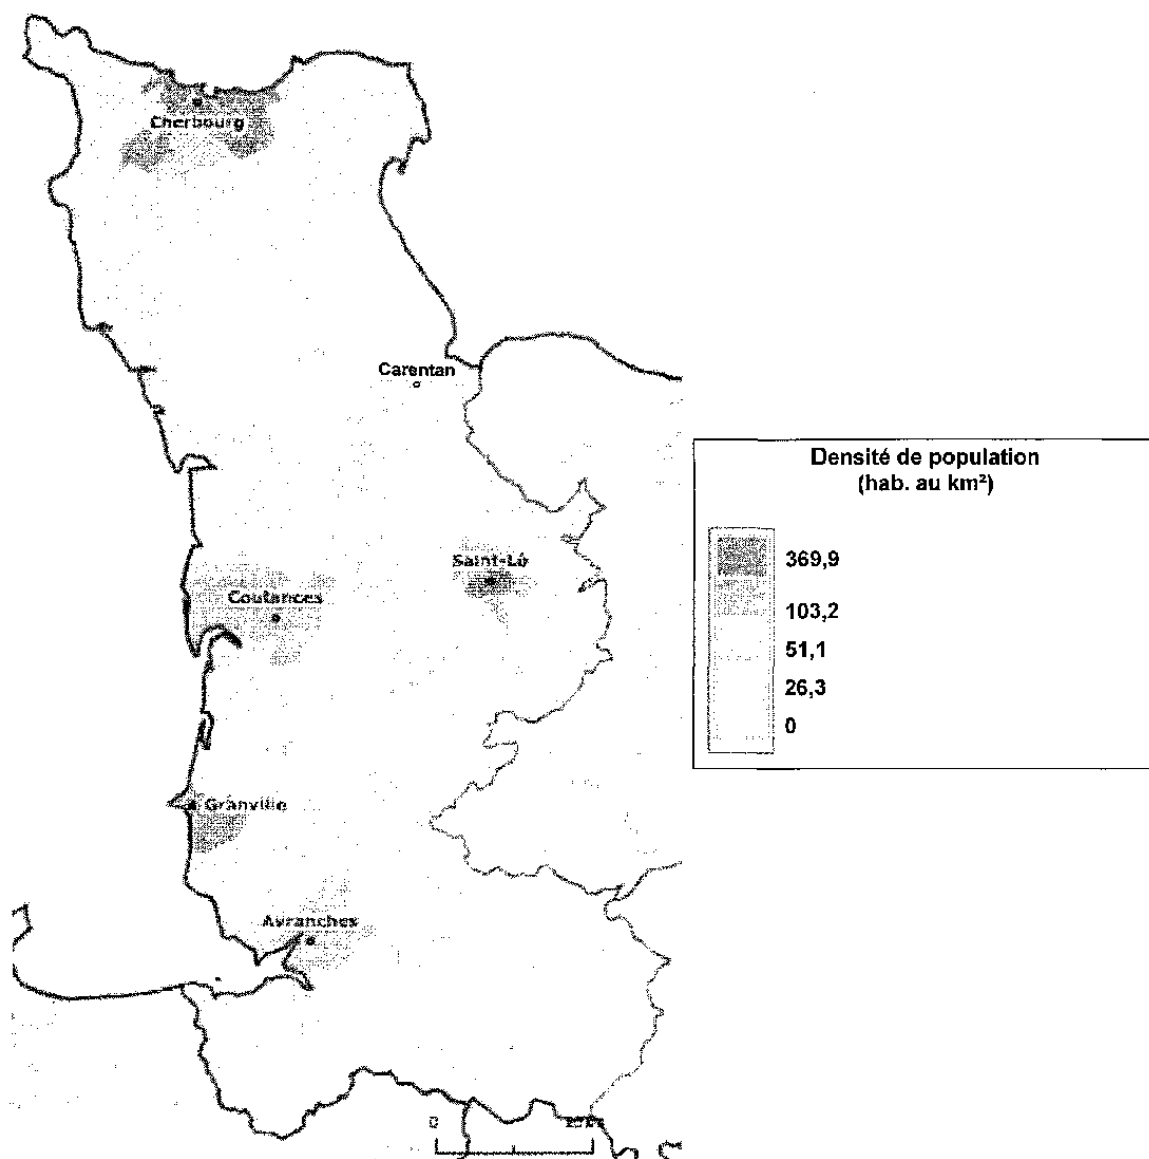 Cherbourg
Carentan
Densité de population
(hab. au km²)
369,9
103,2
51,1
26,3
0
Saint-Lô
Coutances
Granville
Avranches
0